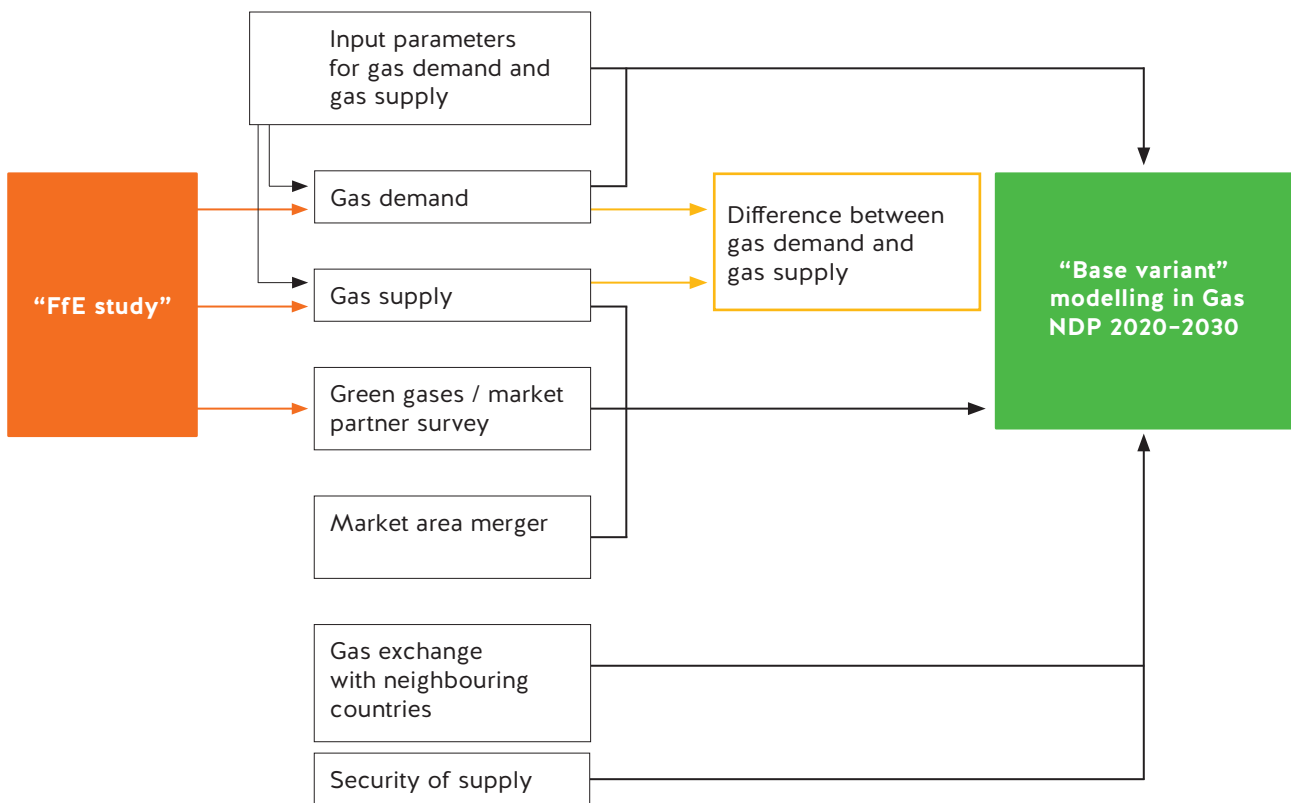 Input parameters
for gas demand and
gas supply
“FfE study”
Gas demand
Gas supply
Green gases / market
partner survey
Market area merger
Gas exchange
with neighbouring
countries
Security of supply
Difference between
gas demand and
gas supply
“Base variant”
modelling in Gas
NDP 2020–2030